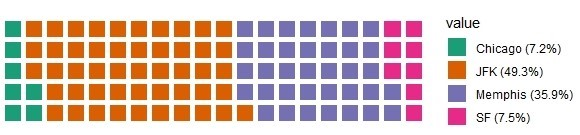 value
Chicago (7.2%)
JFK (49.3%)
Memphis (35.9%)
SF (7.5%)